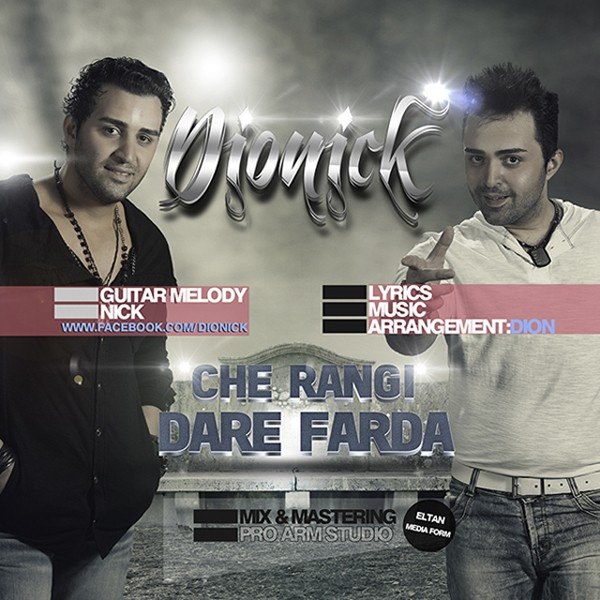 Dionick
GUITAR MELODY
NICK
WWW.FACEBOOK.COM/DIONICK
LYRICS
MUSIC
ARRANGEMENT:DION
CHE RANGI
DARE FARDA
MIX & MASTERING
PRO ARM STUDIO
ELTAN
MEDIA FORM